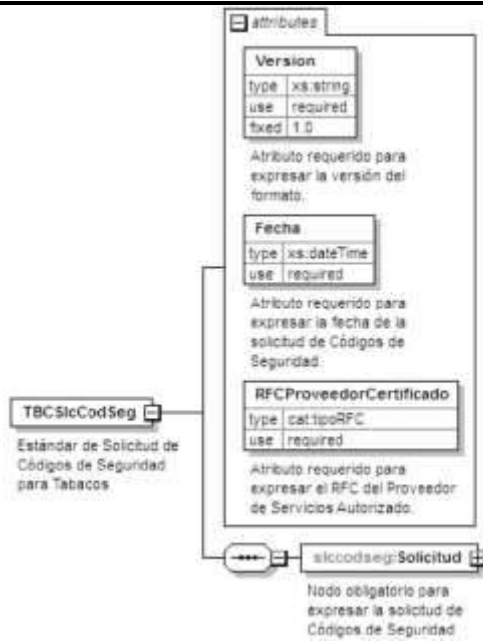 attributes
Version
type xs:string
use required
fixed 1.0
Atributo requerido para
expresar la versión del
formato.
Fecha
type xs:dateTime
use required
Atributo requerido para
expresar la fecha de la
solicitud de Códigos de
Seguridad.
RFCProveedorCertificado
type cat:tipoRFC
use required
Atributo requerido para
expresar el RFC del Proveedor
de Servicios Autorizado.
TBCSlcCodSeg
Estándar de Solicitud de
Códigos de Seguridad
para Tabacos
slccodseg:Solicitud
Nodo obligatorio para
expresar la solicitud de
Códigos de Seguridad